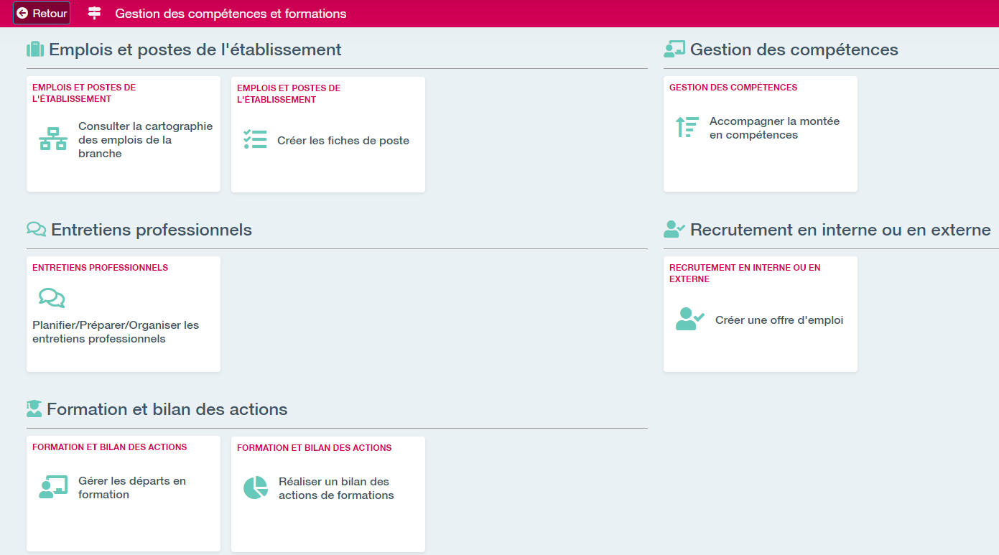 Retour
Gestion des compétences et formations
Emplois et postes de l'établissement
EMPLOIS ET POSTES DE
L'ÉTABLISSEMENT
Consulter la cartographie
des emplois de la
branche
EMPLOIS ET POSTES DE
L'ÉTABLISSEMENT
Créer les fiches de poste
Gestion des compétences
GESTION DES COMPÉTENCES
Accompagner la montée
en compétences
Entretiens professionnels
ENTRETIENS PROFESSIONNELS
Planifier/Préparer/Organiser les
entretiens professionnels
Recrutement en interne ou en externe
RECRUTEMENT EN INTERNE OU EN
EXTERNE
Créer une offre d'emploi
Formation et bilan des actions
FORMATION ET BILAN DES ACTIONS
Gérer les départs en
formation
FORMATION ET BILAN DES ACTIONS
Réaliser un bilan des
actions de formations